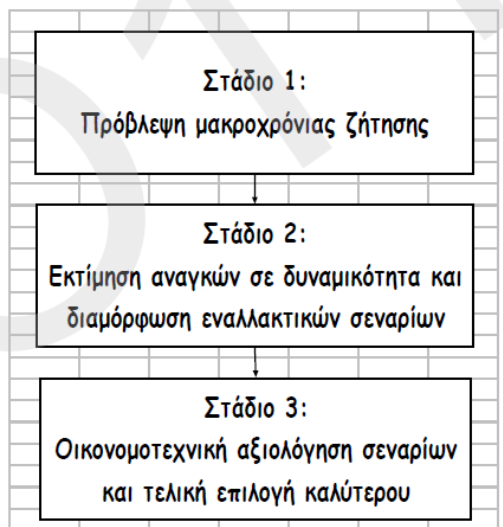 Στάδιο 1:
Πρόβλεψη μακροχρόνιας ζήτησης
Στάδιο 2:
Εκτίμηση αναγκών σε δυναμικότητα και
διαμόρφωση εναλλακτικών σεναρίων
Στάδιο 3:
Οικονομοτεχνική αξιολόγηση σεναρίων
και τελική επιλογή καλύτερου